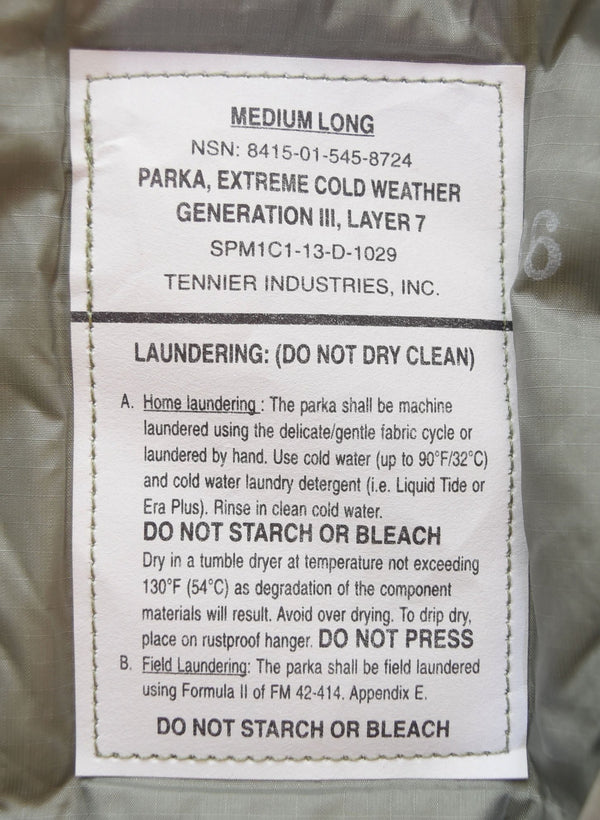 MEDIUM LONG
NSN: 8415-01-545-8724
PARKA, EXTREME COLD WEATHER
GENERATION III, LAYER 7
SPM1C1-13-D-1029
TENNIER INDUSTRIES, INC.
LAUNDERING: (DO NOT DRY CLEAN)
A. Home laundering : The parka shall be machine
laundered using the delicate/gentle fabric cycle or
laundered by hand. Use cold water (up to 90°F/32°C)
and cold water laundry detergent (i.e. Liquid Tide or
Era Plus). Rinse in clean cold water.
DO NOT STARCH OR BLEACH
Dry in a tumble dryer at temperature not exceeding
130°F (54°C) as degradation of the component
materials will result. Avoid over drying. To drip dry,
place on rustproof hanger. DO NOT PRESS
B. Field Laundering: The parka shall be field laundered
using Formula II of FM 42-414. Appendix E.
DO NOT STARCH OR BLEACH